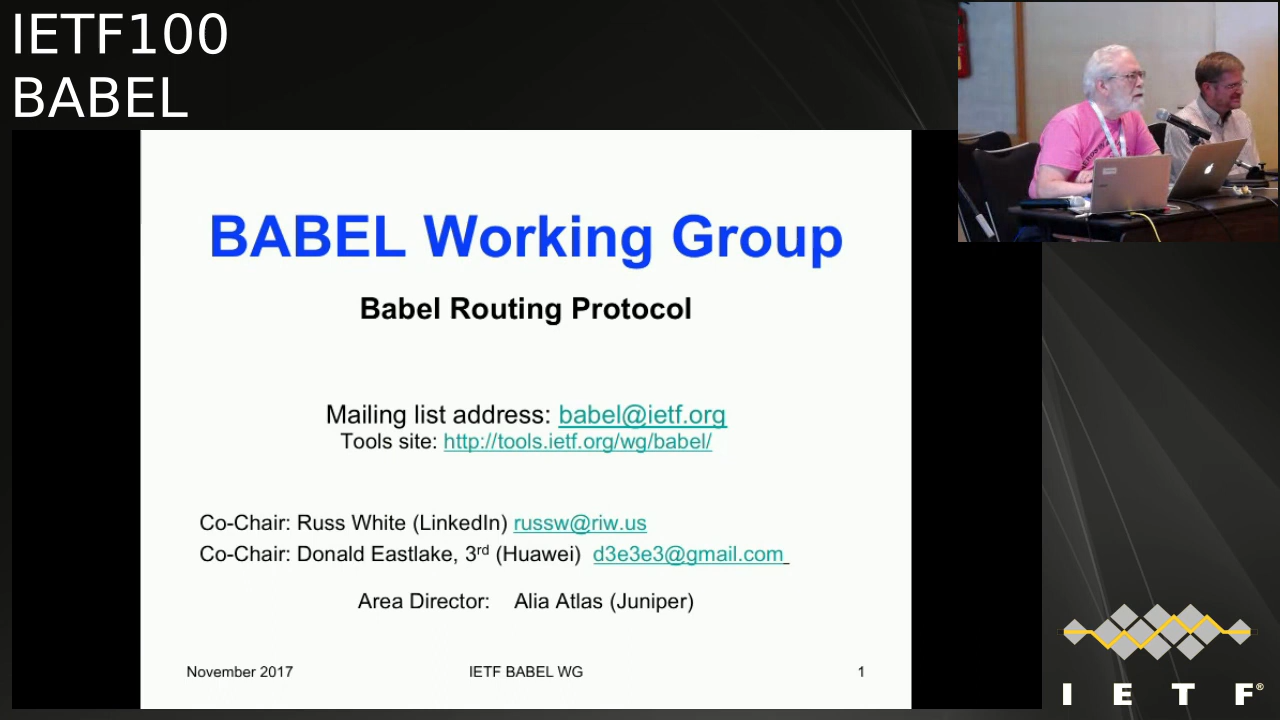 IETF100
BABEL
BABEL Working Group
Babel Routing Protocol
Mailing list address: babel@ietf.org
Tools site: http://tools.ietf.org/wg/babel/
Co-Chair: Russ White (LinkedIn) russw@riw.us
Co-Chair: Donald Eastlake, 3rd (Huawei) d3e3e3@gmail.com
Area Director: Alia Atlas (Juniper)
November 2017 IETF BABEL WG 1
I E T F®